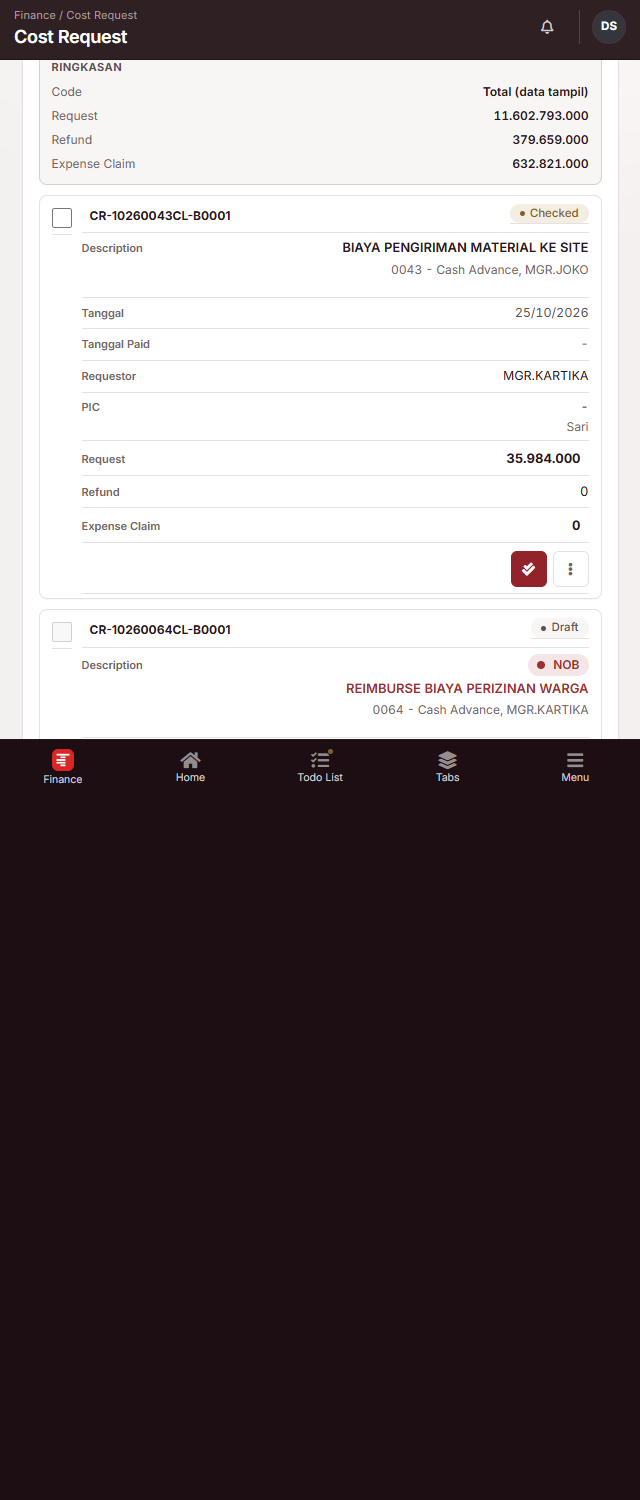 Finance / Cost Request
Cost Request
DS
RINGKASAN
Code Total (data tampil)
Request 11.602.793.000
Refund 379.659.000
Expense Claim 632.821.000
CR-10260043CL-B0001 Checked
Description BIAYA PENGIRIMAN MATERIAL KE SITE
0043 - Cash Advance, MGR.JOKO
Tanggal 25/10/2026
Tanggal Paid -
Requestor MGR.KARTIKA
PIC -
Sari
Request 35.984.000
Refund 0
Expense Claim 0
CR-10260064CL-B0001 Draft
Description NOB
REIMBURSE BIAYA PERIZINAN WARGA
0064 - Cash Advance, MGR.KARTIKA
Finance Home Todo List Tabs Menu